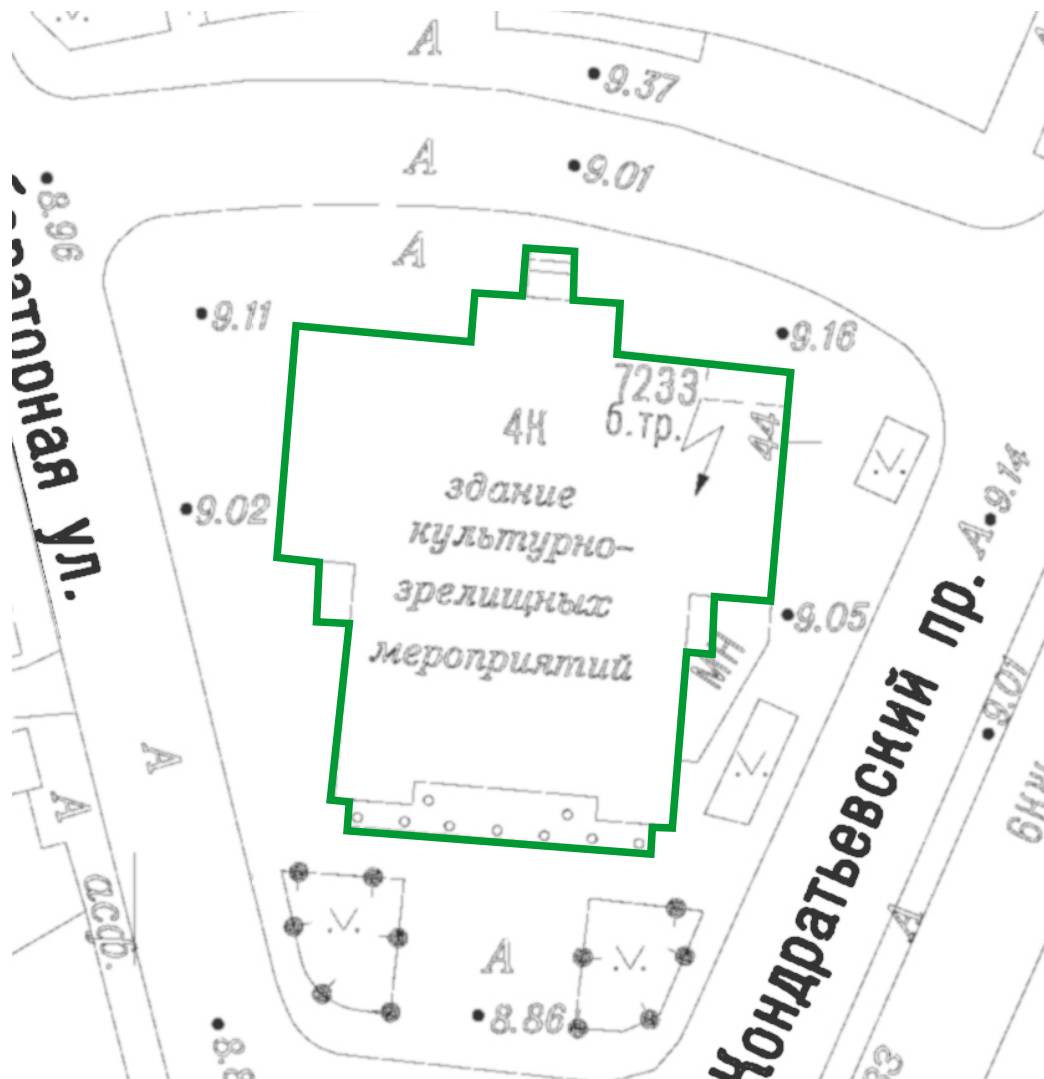 А
9.37
А
9.01
8.96
А
9.11
9.16
7233
б.тр.
4Н
44
здание
культурно-
зрелищных
мероприятий
9.02
9.14
А
9.05
МН
9.01
ул.
Кондратьевский пр.
А
А
асф.
6КЖ
А
А
8.86